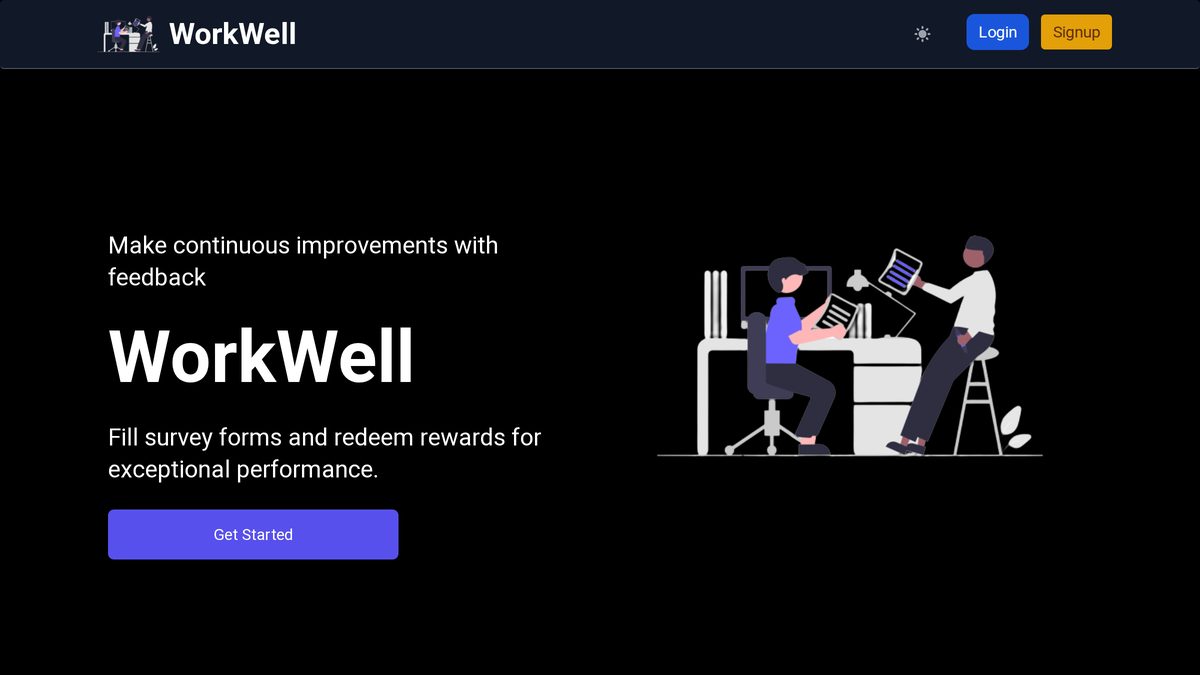 WorkWell
Login
Signup
Make continuous improvements with
feedback
WorkWell
Fill survey forms and redeem rewards for
exceptional performance.
Get Started